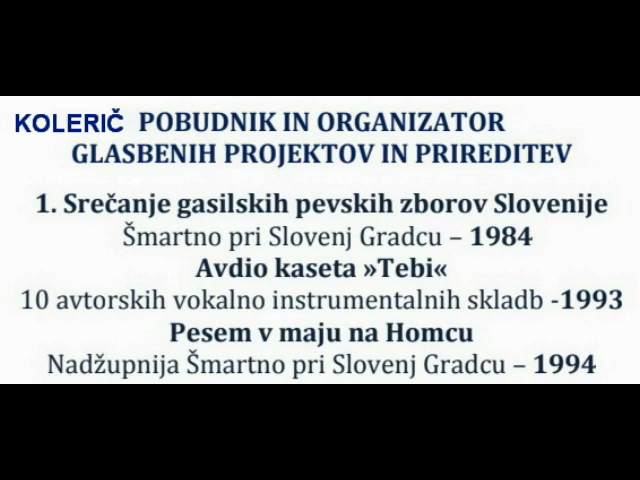 KOLERIČ POBUDNIK IN ORGANIZATOR
GLASBENIH PROJEKTOV IN PRIREDITEV
1. Srečanje gasilskih pevskih zborov Slovenije
Šmartno pri Slovenj Gradcu – 1984
Avdio kaseta »Tebi«
10 avtorskih vokalno instrumentalnih skladb -1993
Pesem v maju na Homcu
Nadžupnija Šmartno pri Slovenj Gradcu – 1994